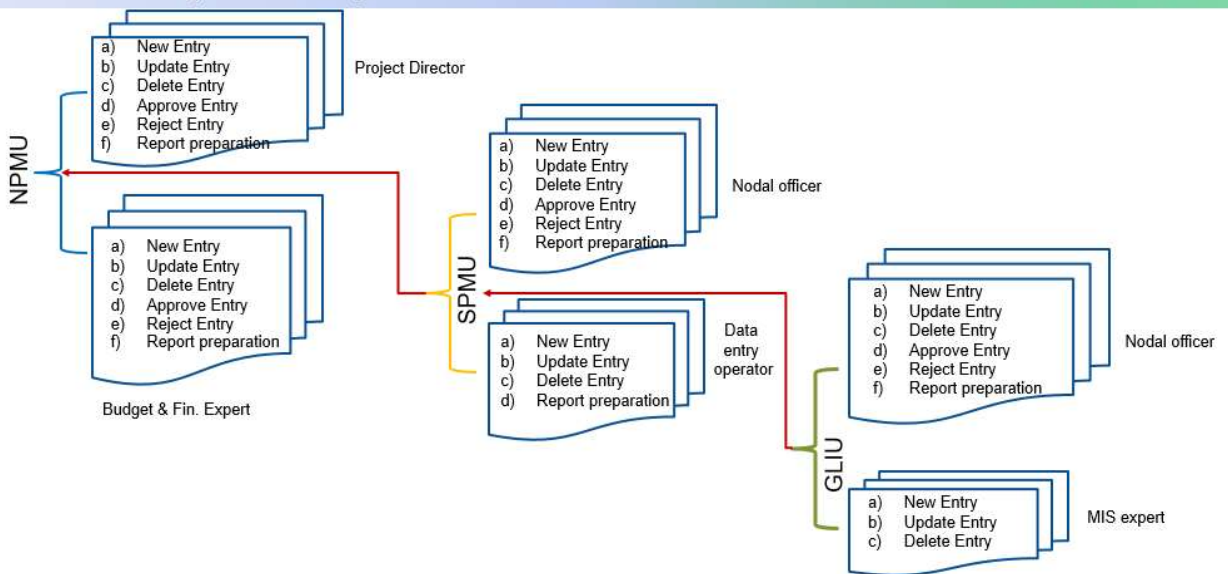 NPMU
a) New Entry
b) Update Entry
c) Delete Entry
d) Approve Entry
e) Reject Entry
f) Report preparation
Project Director
a) New Entry
b) Update Entry
c) Delete Entry
d) Approve Entry
e) Reject Entry
f) Report preparation
Budget & Fin. Expert
SPMU
a) New Entry
b) Update Entry
c) Delete Entry
d) Approve Entry
e) Reject Entry
f) Report preparation
Nodal officer
a) New Entry
b) Update Entry
c) Delete Entry
d) Report preparation
Data
entry
operator
GLIU
a) New Entry
b) Update Entry
c) Delete Entry
d) Approve Entry
e) Reject Entry
f) Report preparation
Nodal officer
a) New Entry
b) Update Entry
c) Delete Entry
MIS expert